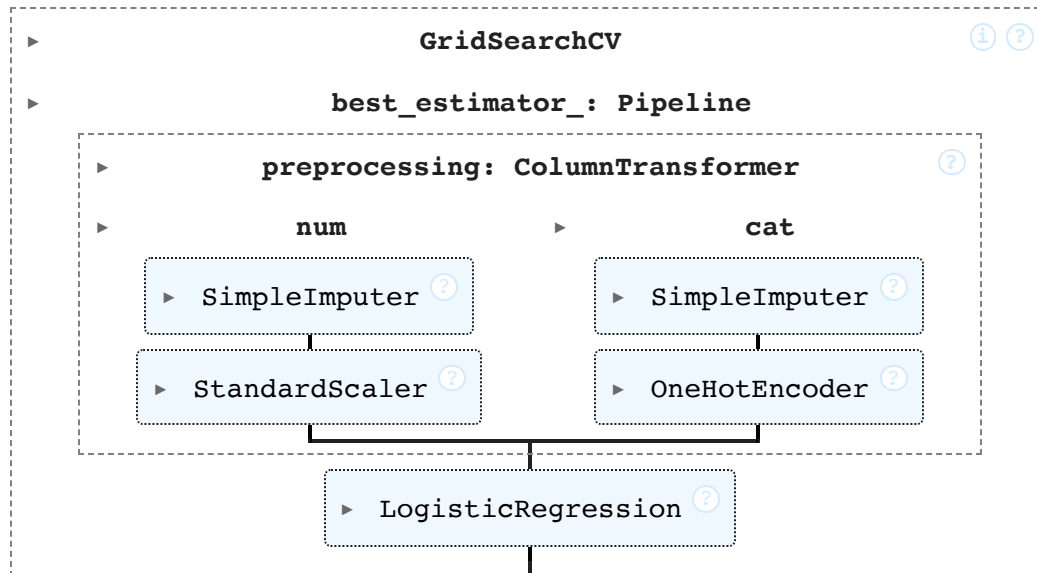 ▸ GridSearchCV i ?
▸ best_estimator_: Pipeline
▸ preprocessing: ColumnTransformer ?
▸ num ▸ cat
▸ SimpleImputer ? ▸ SimpleImputer ?
▸ StandardScaler ? ▸ OneHotEncoder ?
▸ LogisticRegression ?